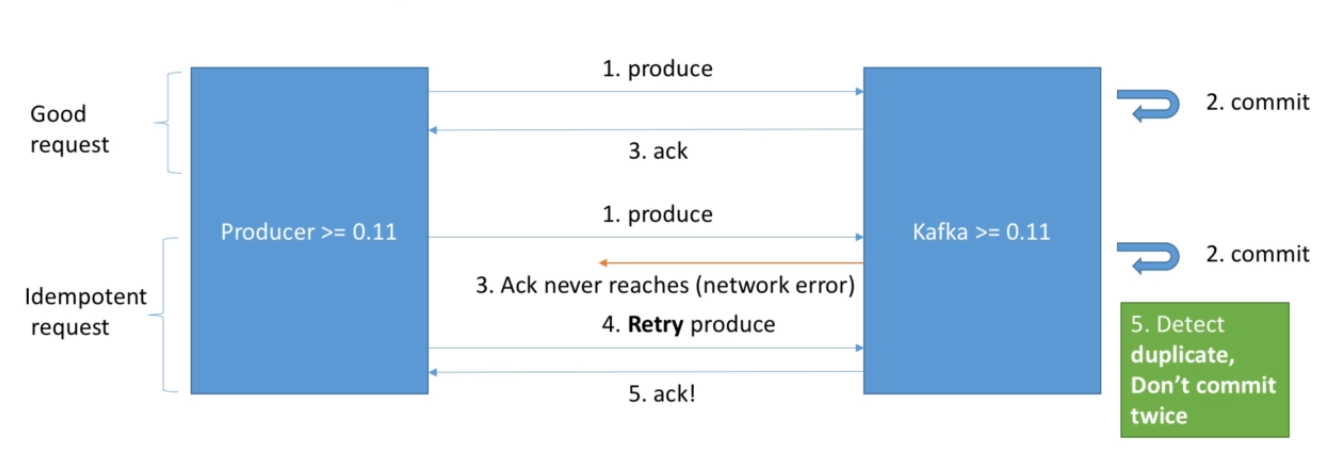 1. produce
Good
request
2. commit
3. ack
1. produce
Producer >= 0.11
Kafka >= 0.11
2. commit
3. Ack never reaches (network error)
Idempotent
request
4. Retry produce
5. Detect
duplicate,
Don't commit
twice
5. ack!